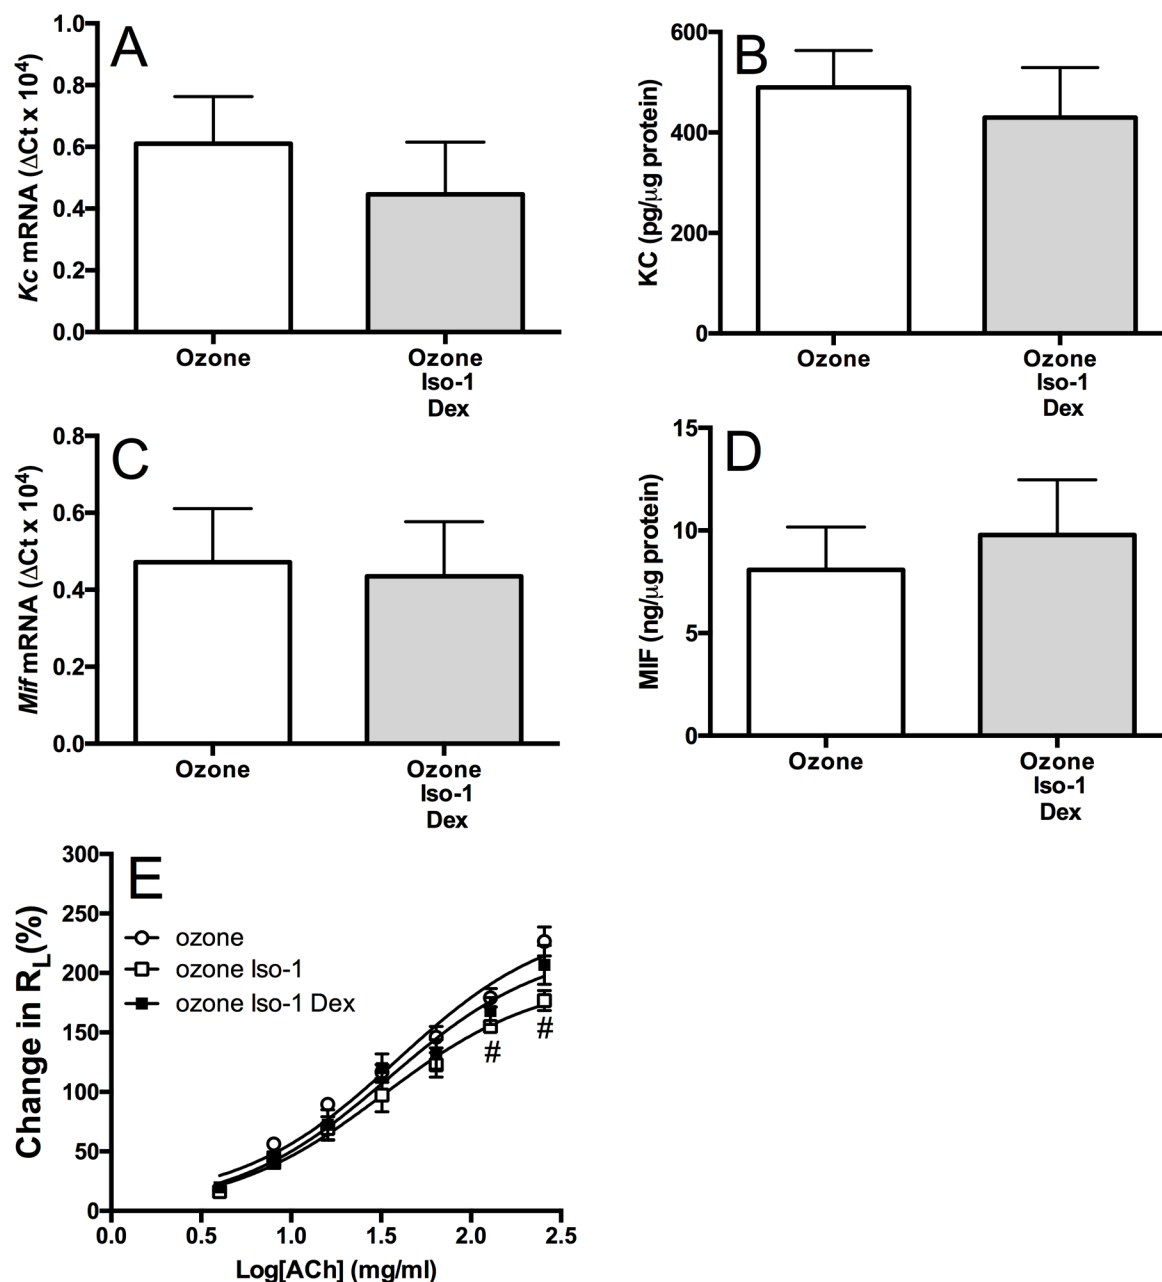 A
Kc mRNA (ΔCt x 10⁴)
1.0
0.8
0.6
0.4
0.2
0.0
Ozone
Ozone
Iso-1
Dex
B
KC (pg/μg protein)
600
400
200
0
Ozone
Ozone
Iso-1
Dex
C
Mif mRNA (ΔCt x 10⁴)
0.8
0.6
0.4
0.2
0.0
Ozone
Ozone
Iso-1
Dex
D
MIF (ng/μg protein)
15
10
5
0
Ozone
Ozone
Iso-1
Dex
E
Change in R_L(%)
300
250
200
150
100
50
0
ozone
ozone Iso-1
ozone Iso-1 Dex
# #
0.0 0.5 1.0 1.5 2.0 2.5
Log[ACh] (mg/ml)